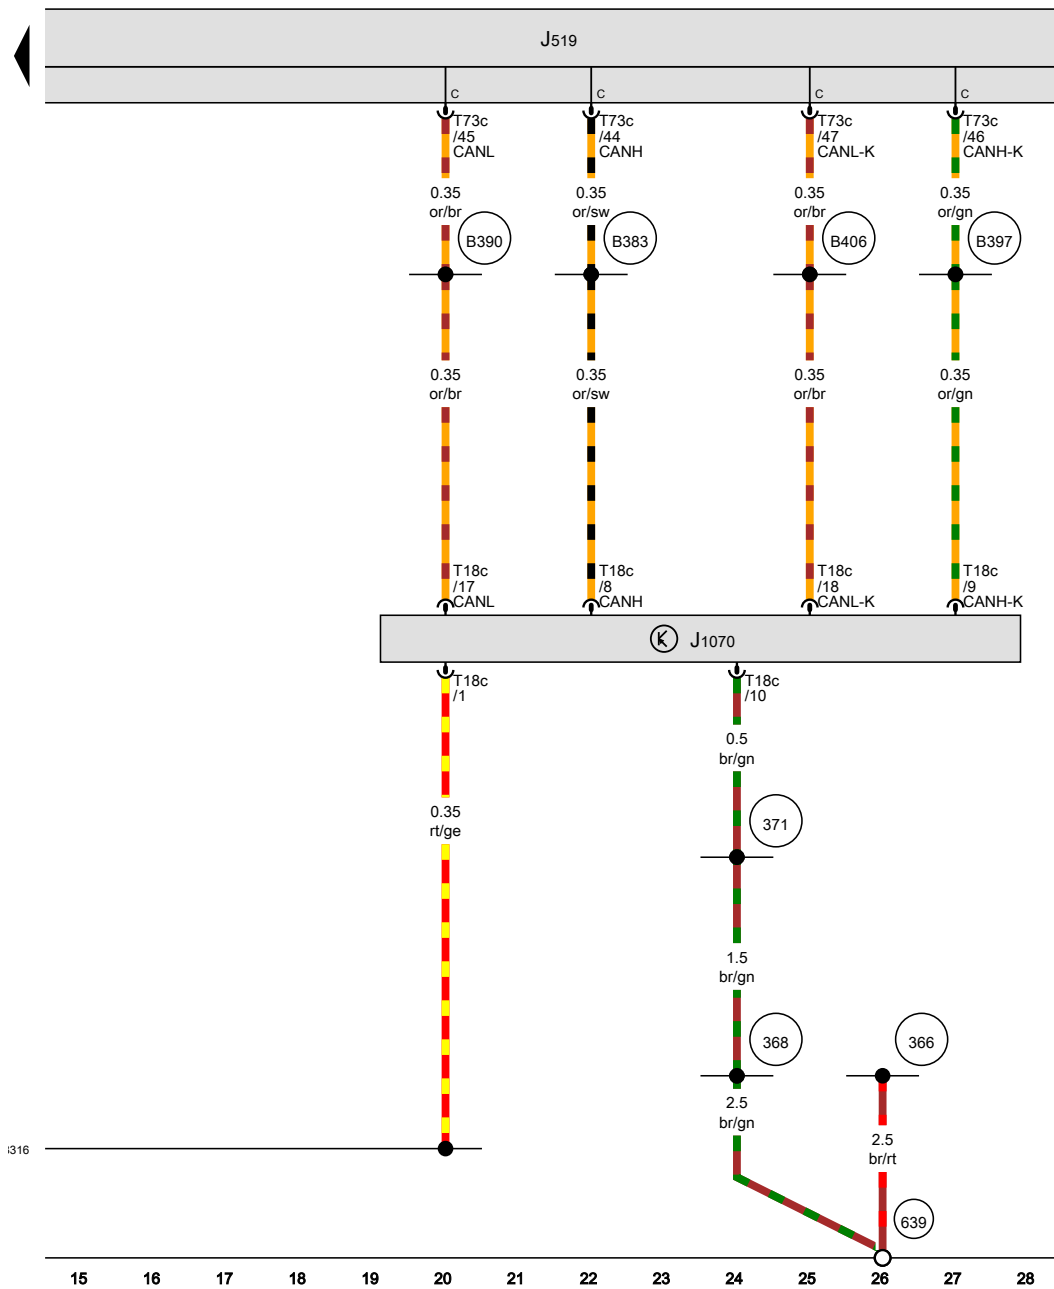 J519
C C C C
T73c T73c T73c T73c
/45 /44 /47 /46
CANL CANH CANL-K CANH-K
0.35 0.35 0.35 0.35
or/br or/sw or/br or/gn
B390 B383 B406 B397
0.35 0.35 0.35 0.35
or/br or/sw or/br or/gn
T18c T18c T18c T18c
/17 /8 /18 /9
CANL CANH CANL-K CANH-K
J1070
T18c T18c
/1 /10
0.5
br/gn
0.35
rt/ge
371
1.5
br/gn
368 366
2.5
br/gn
2.5
br/rt
639
15 16 17 18 19 20 21 22 23 24 25 26 27 28